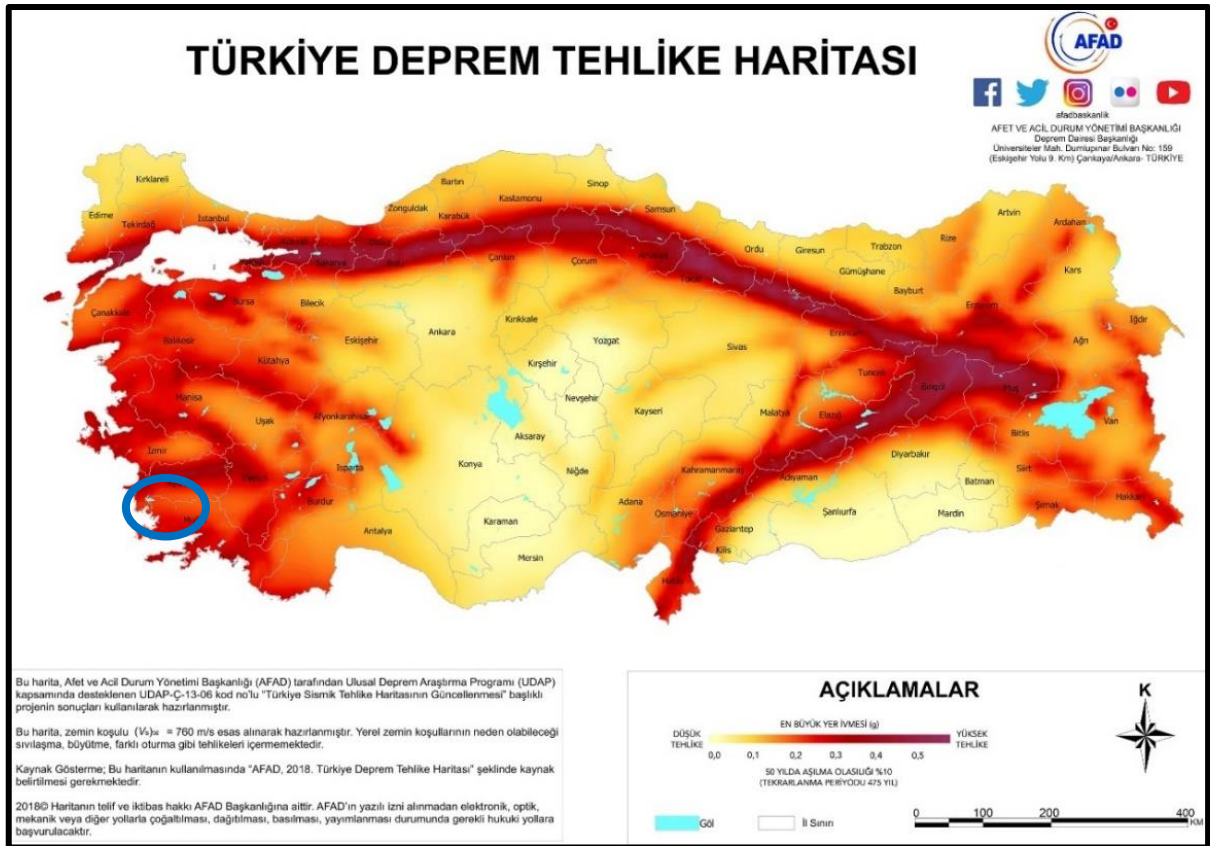 TÜRKİYE DEPREM TEHLİKE HARİTASI
AFAD
afadbaskanlik
AFET VE ACİL DURUM YÖNETİMİ BAŞKANLIĞI
Deprem Dairesi Başkanlığı
Üniversiteler Mah. Dumlupınar Bulvarı No: 159
(Eskişehir Yolu 9. Km) Çankaya/Ankara- TÜRKİYE
Kırklareli
Edirne
Tekirdağ
İstanbul
Zonguldak
Bartın
Karabük
Kastamonu
Sinop
Samsun
Ordu
Giresun
Trabzon
Rize
Artvin
Ardahan
Kars
Gümüşhane
Bayburt
Erzurum
Iğdır
Ağrı
Sakarya
Bolu
Çankırı
Çorum
Amasya
Tokat
Çanakkale
Bursa
Bilecik
Balıkesir
Eskişehir
Ankara
Kırıkkale
Yozgat
Sivas
Erzincan
Kütahya
Kırşehir
Tunceli
Bingöl
Muş
Manisa
Uşak
Afyonkarahisar
Nevşehir
Kayseri
Malatya
Elazığ
Bitlis
Van
İzmir
Aksaray
Konya
Niğde
Isparta
Burdur
Kahramanmaraş
Adıyaman
Diyarbakır
Siirt
Batman
Mardin
Şırnak
Hakkari
Antalya
Karaman
Mersin
Adana
Osmaniye
Gaziantep
Kilis
Şanlıurfa
Hatay
Bu harita, Afet ve Acil Durum Yönetimi Başkanlığı (AFAD) tarafından Ulusal Deprem Araştırma Programı (UDAP)
kapsamında desteklenen UDAP-Ç-13-06 kod no'lu "Türkiye Sismik Tehlike Haritasının Güncellenmesi" başlıklı
projenin sonuçları kullanılarak hazırlanmıştır.
Bu harita, zemin koşulu (Vs)30 = 760 m/s esas alınarak hazırlanmıştır. Yerel zemin koşullarının neden olabileceği
sıvılaşma, büyütme, farklı oturma gibi tehlikeleri içermemektedir.
Kaynak Gösterme; Bu haritanın kullanılmasında "AFAD, 2018. Türkiye Deprem Tehlike Haritası" şeklinde kaynak
belirtilmesi gerekmektedir.
2018© Haritanın telif ve iktibas hakkı AFAD Başkanlığına aittir. AFAD'ın yazılı izni alınmadan elektronik, optik,
mekanik veya diğer yollarla çoğaltılması, dağıtılması, basılması, yayımlanması durumunda gerekli hukuki yollara
başvurulacaktır.
AÇIKLAMALAR
EN BÜYÜK YER İVMESİ (g)
DÜŞÜK TEHLİKE
YÜKSEK TEHLİKE
0,0 0,1 0,2 0,3 0,4 0,5
50 YILDA AŞILMA OLASILIĞI %10
(TEKRARLANMA PERİYODU 475 YIL)
Göl
İl Sınırı
K
0 100 200 400
KM